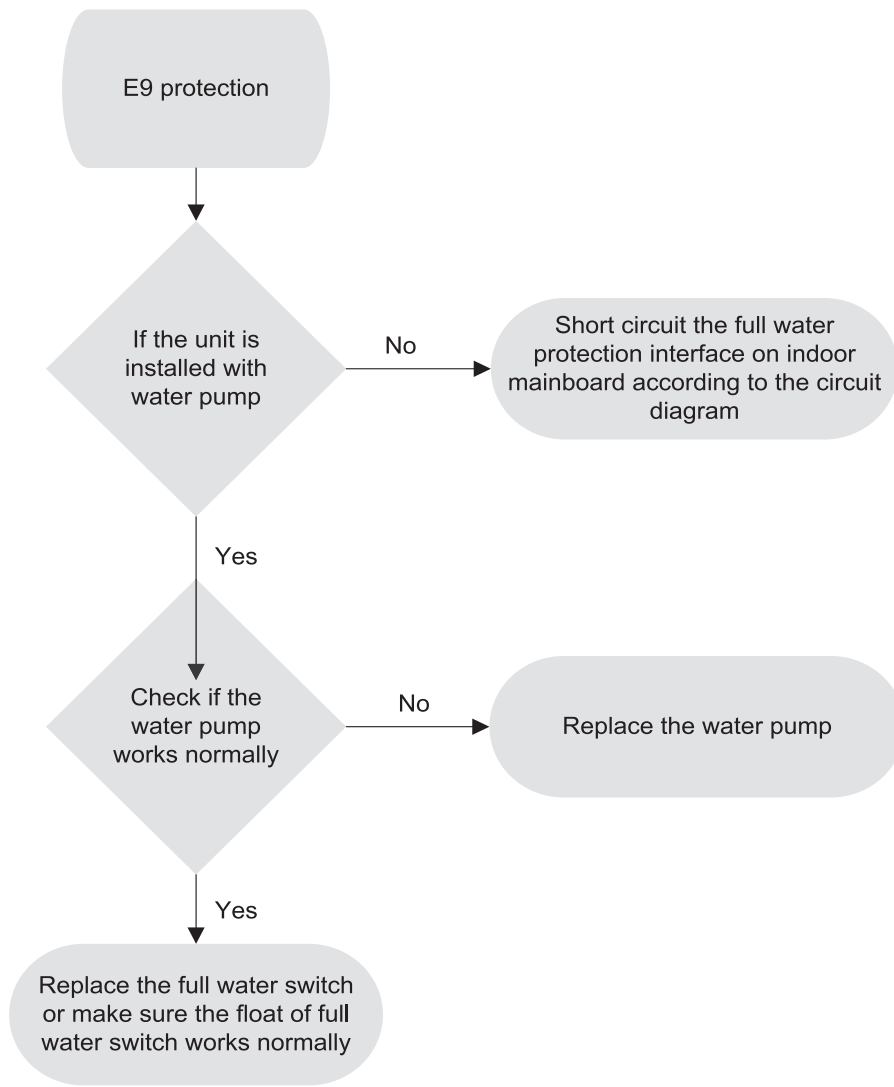 E9 protection
If the unit is
installed with
water pump
No
Short circuit the full water
protection interface on indoor
mainboard according to the circuit
diagram
Yes
Check if the
water pump
works normally
No
Replace the water pump
Yes
Replace the full water switch
or make sure the float of full
water switch works normally